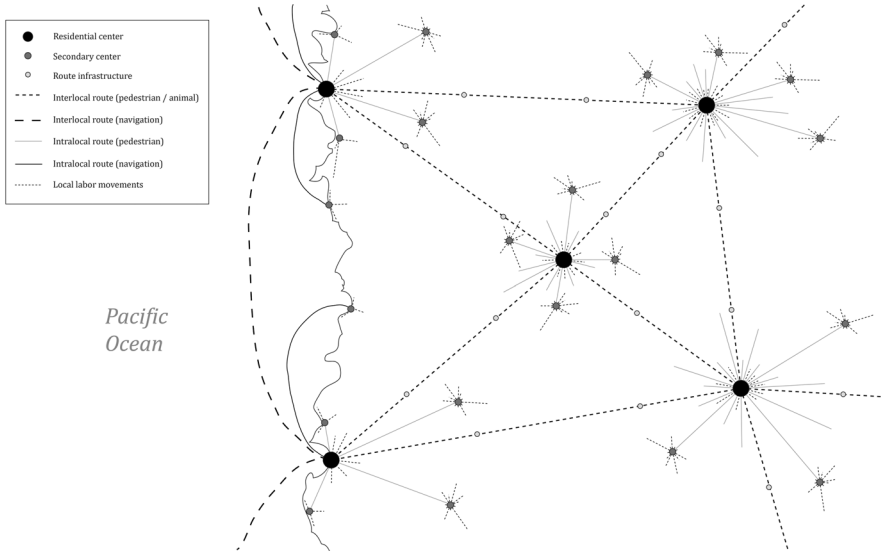 Residential center
Secondary center
Route infrastructure
Interlocal route (pedestrian / animal)
Interlocal route (navigation)
Intralocal route (pedestrian)
Intralocal route (navigation)
Local labor movements
Pacific
Ocean